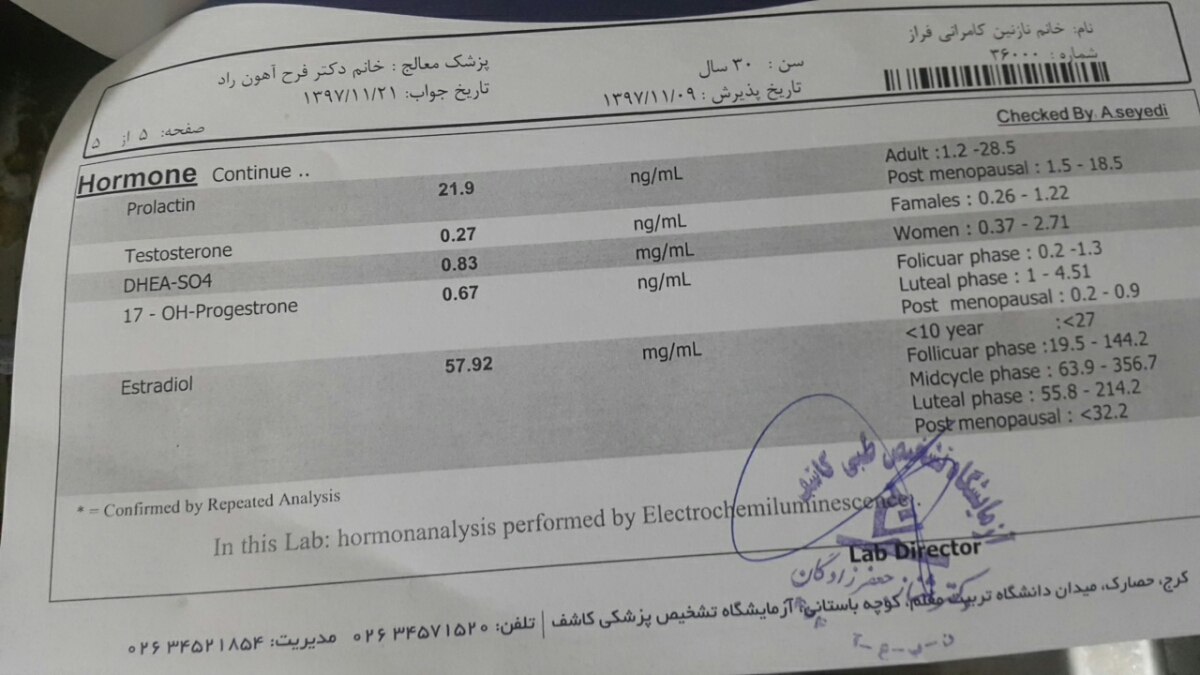 نام: خانم نازنین کامرانی فراز
شماره: ۳۶۰۰۰
سن: ۳۰ سال
تاریخ پذیرش: ۱۳۹۷/۱۱/۰۹
پزشک معالج: خانم دکتر فرح آهون راد
تاریخ جواب: ۱۳۹۷/۱۱/۲۱
صفحه: ۵ از ۵
Checked By A.seyedi
Hormone Continue ..
Prolactin 21.9 ng/mL Adult :1.2 -28.5
Post menopausal : 1.5 - 18.5
Testosterone 0.27 ng/mL Famales : 0.26 - 1.22
DHEA-SO4 0.83 mg/mL Women : 0.37 - 2.71
17 - OH-Progestrone 0.67 ng/mL Folicuar phase : 0.2 -1.3
Luteal phase : 1 - 4.51
Post menopausal : 0.2 - 0.9
Estradiol 57.92 mg/mL <10 year :<27
Follicuar phase :19.5 - 144.2
Midcycle phase : 63.9 - 356.7
Luteal phase : 55.8 - 214.2
Post menopausal : <32.2
* = Confirmed by Repeated Analysis
In this Lab: hormonanalysis performed by Electrochemiluminescence.
آزمایشگاه تشخیص طبی کاشف
Lab Director
کرج، حصارک، میدان دانشگاه تربیت معلم، کوچه باستانی، آزمایشگاه تشخیص پزشکی کاشف | تلفن: ۰۲۶ ۳۴۵۷۱۵۲۰ مدیریت: ۰۲۶ ۳۴۵۲۱۸۵۴